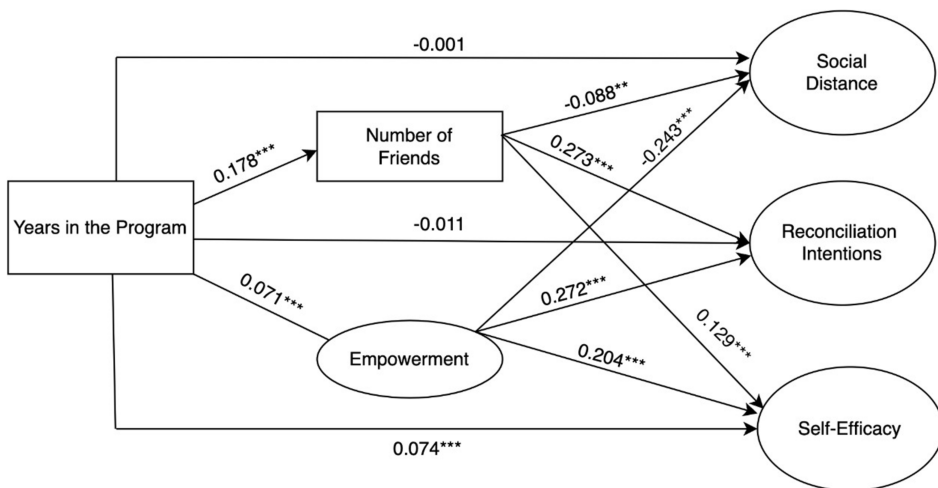 -0.001
Social
Distance
-0.088**
-0.243***
Number of
Friends
0.178***
0.273***
Years in the Program
-0.011
Reconciliation
Intentions
0.071***
0.272***
Empowerment
0.129***
0.204***
Self-Efficacy
0.074***